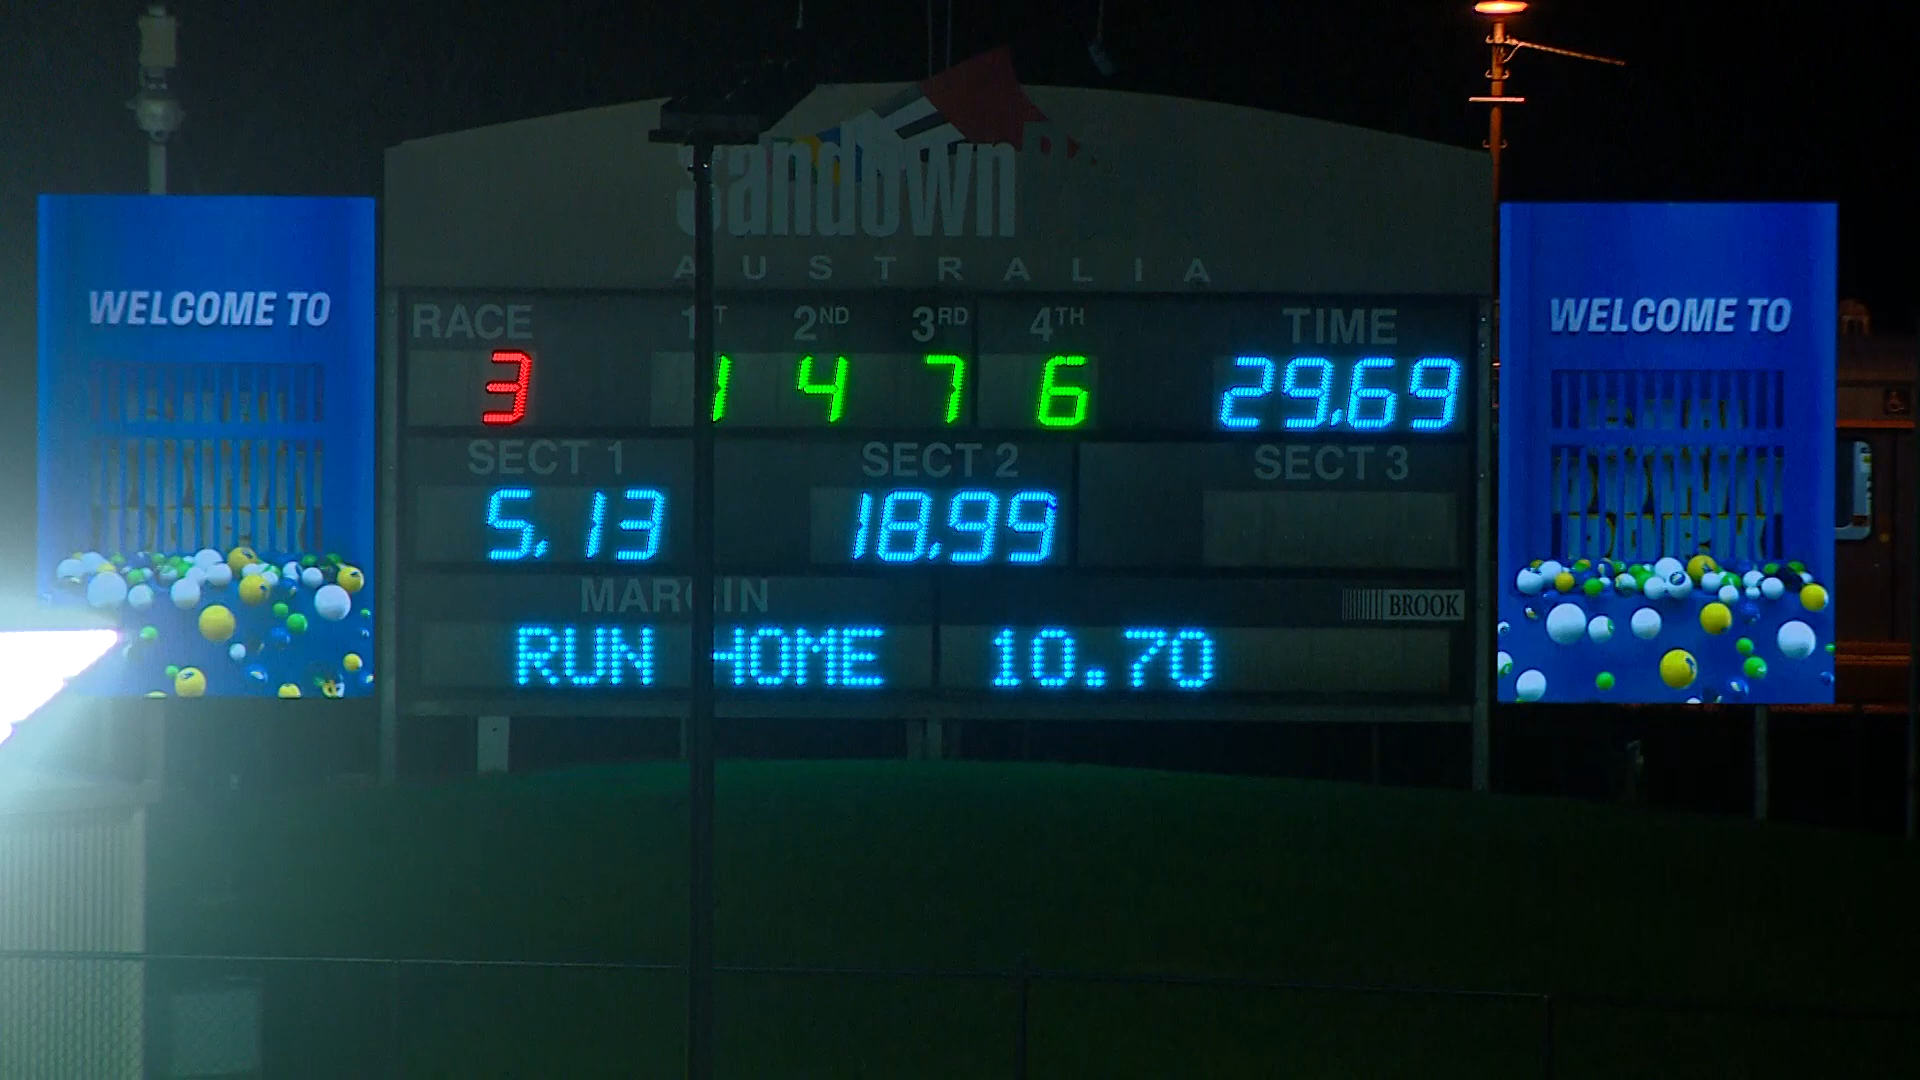 Sandown
AUSTRALIA
WELCOME TO
WELCOME TO
RACE 1ST 2ND 3RD 4TH TIME
3 1 4 7 6 29.69
SECT 1 SECT 2 SECT 3
5.13 18.99
MARGIN
BROOK
RUN HOME 10.70